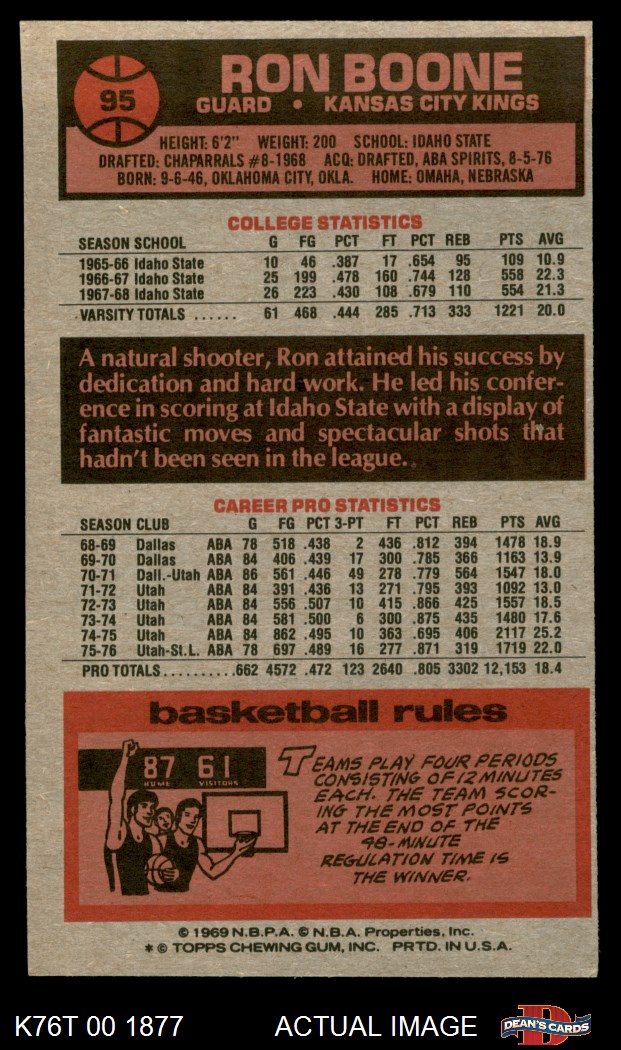 95
RON BOONE
GUARD • KANSAS CITY KINGS
HEIGHT: 6'2" WEIGHT: 200 SCHOOL: IDAHO STATE
DRAFTED: CHAPARRALS #8-1968 ACQ: DRAFTED, ABA SPIRITS, 8-5-76
BORN: 9-6-46, OKLAHOMA CITY, OKLA. HOME: OMAHA, NEBRASKA
COLLEGE STATISTICS
SEASON SCHOOL G FG PCT FT PCT REB PTS AVG
1965-66 Idaho State 10 46 .387 17 .654 95 109 10.9
1966-67 Idaho State 25 199 .478 160 .744 128 558 22.3
1967-68 Idaho State 26 223 .430 108 .679 110 554 21.3
VARSITY TOTALS ...... 61 468 .444 285 .713 333 1221 20.0
A natural shooter, Ron attained his success by
dedication and hard work. He led his confer-
ence in scoring at Idaho State with a display of
fantastic moves and spectacular shots that
hadn't been seen in the league.
CAREER PRO STATISTICS
SEASON CLUB G FG PCT 3-PT FT PCT REB PTS AVG
68-69 Dallas ABA 78 518 .438 2 436 .812 394 1478 18.9
69-70 Dallas ABA 84 406 .439 17 300 .785 366 1163 13.9
70-71 Dall.-Utah ABA 86 561 .446 49 278 .779 564 1547 18.0
71-72 Utah ABA 84 391 .436 13 271 .795 393 1092 13.0
72-73 Utah ABA 84 556 .507 10 415 .866 425 1557 18.5
73-74 Utah ABA 84 581 .500 6 300 .875 435 1480 17.6
74-75 Utah ABA 84 862 .495 10 363 .695 406 2117 25.2
75-76 Utah-St.L. ABA 78 697 .489 16 277 .871 319 1719 22.0
PRO TOTALS..........662 4572 .472 123 2640 .805 3302 12,153 18.4
basketball rules
87 61
HOME VISITORS
TEAMS PLAY FOUR PERIODS
CONSISTING OF 12 MINUTES
EACH. THE TEAM SCOR-
ING THE MOST POINTS
AT THE END OF THE
48-MINUTE
REGULATION TIME IS
THE WINNER.
© 1969 N.B.P.A. © N.B.A. Properties, Inc.
* © TOPPS CHEWING GUM, INC. PRTD. IN U.S.A.
K76T 00 1877 ACTUAL IMAGE D DEAN'S CARDS